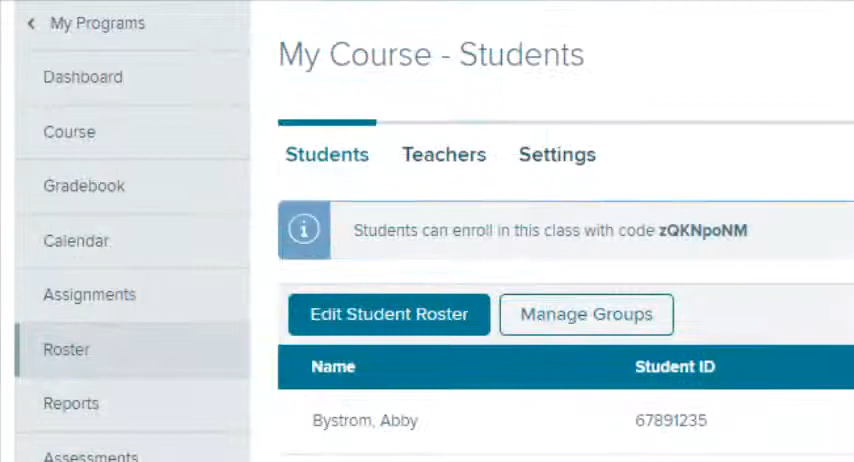 My Programs
Dashboard
Course
Gradebook
Calendar
Assignments
Roster
Reports
Assessments
My Course - Students
Students Teachers Settings
Students can enroll in this class with code zQKNpoNM
Edit Student Roster Manage Groups
Name Student ID
Bystrom, Abby 67891235